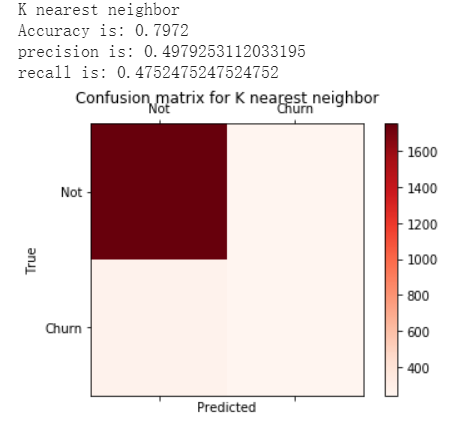 K nearest neighbor
Accuracy is: 0.7972
precision is: 0.4979253112033195
recall is: 0.4752475247524752
Confusion matrix for K nearest neighbor
Not Churn
Not
Churn
True
Predicted
1600
1400
1200
1000
800
600
400